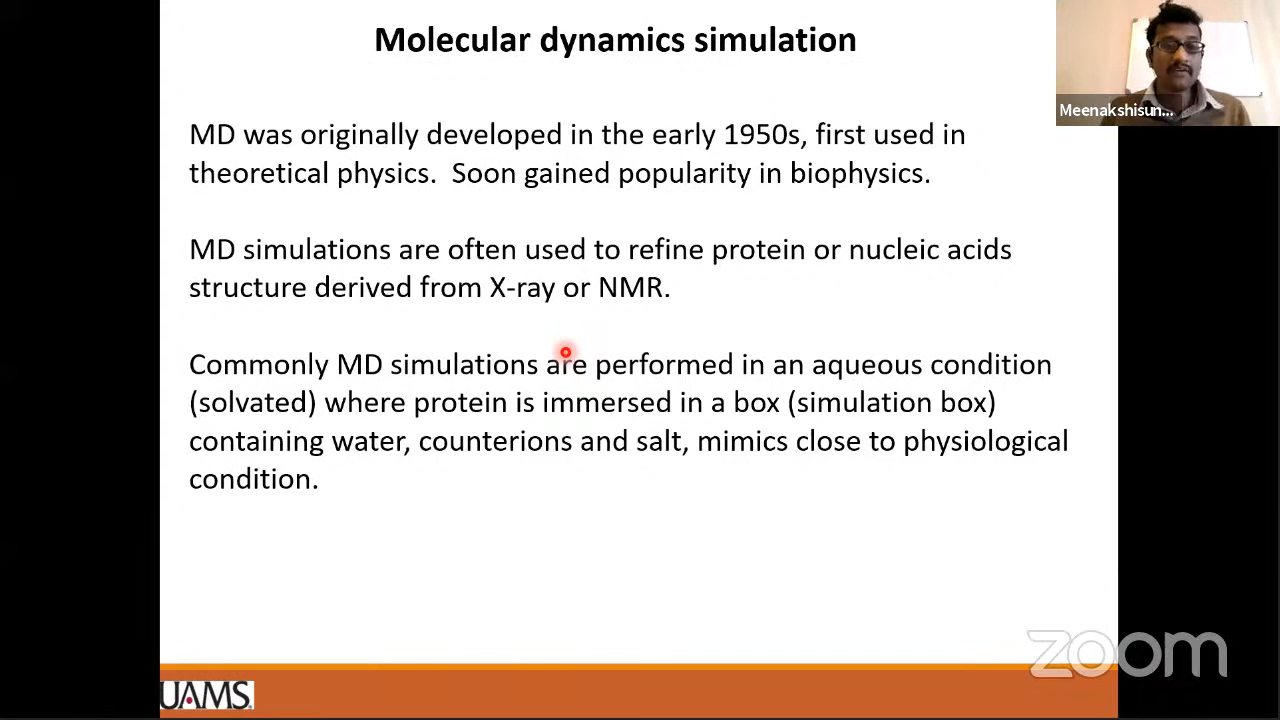 Molecular dynamics simulation
Meenakshisun...
MD was originally developed in the early 1950s, first used in
theoretical physics.  Soon gained popularity in biophysics.
MD simulations are often used to refine protein or nucleic acids
structure derived from X-ray or NMR.
Commonly MD simulations are performed in an aqueous condition
(solvated) where protein is immersed in a box (simulation box)
containing water, counterions and salt, mimics close to physiological
condition.
zoom
UAMS